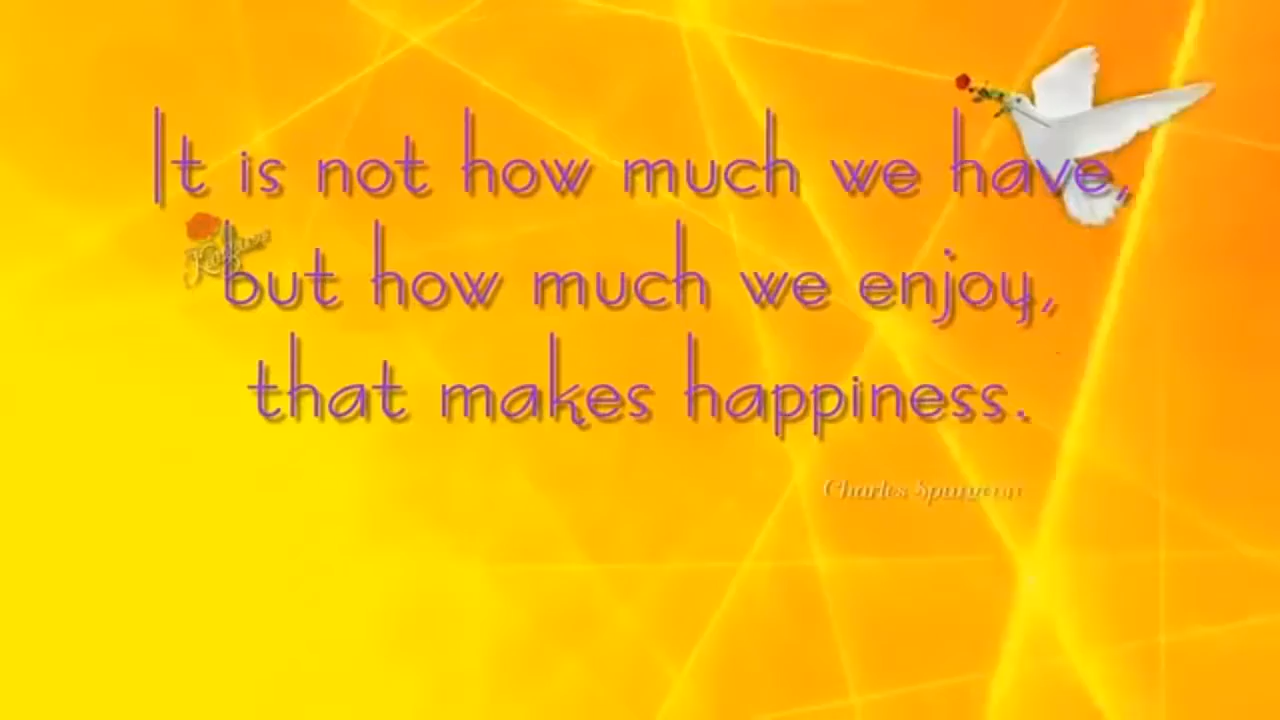 It is not how much we have,
but how much we enjoy,
that makes happiness.
Charles Spurgeon